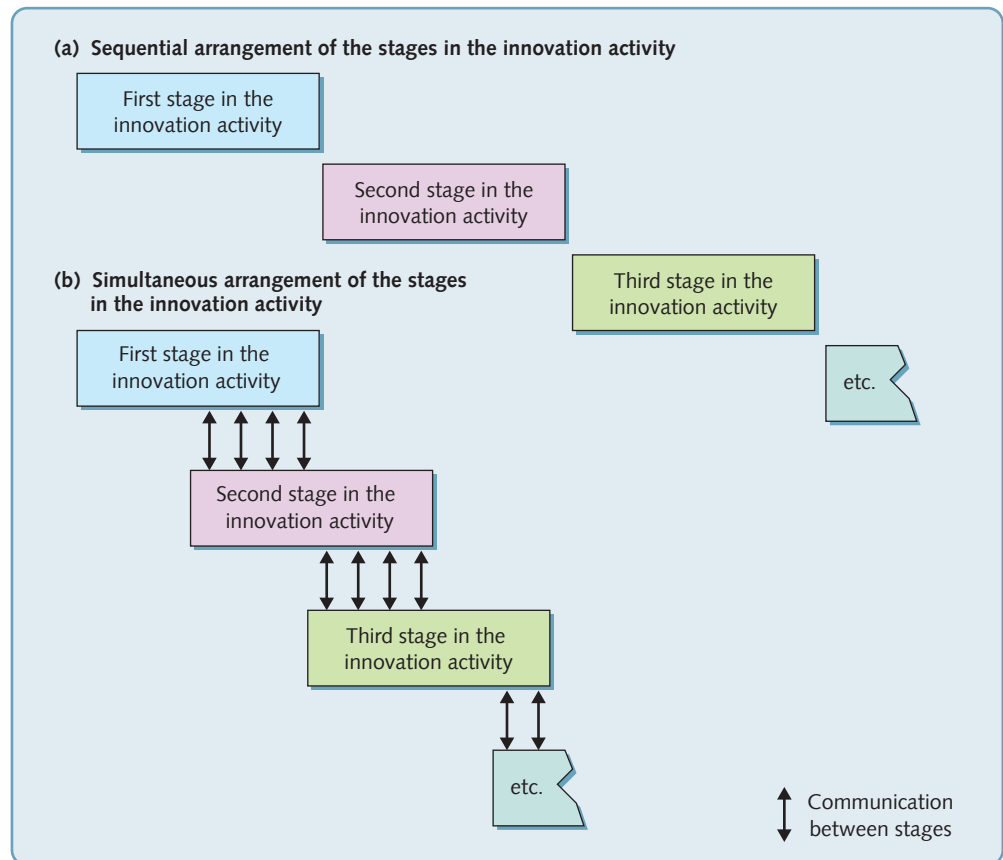 (a) Sequential arrangement of the stages in the innovation activity
First stage in the
innovation activity
Second stage in the
innovation activity
Third stage in the
innovation activity
etc.
(b) Simultaneous arrangement of the stages
in the innovation activity
First stage in the
innovation activity
Second stage in the
innovation activity
Third stage in the
innovation activity
etc.
Communication
between stages